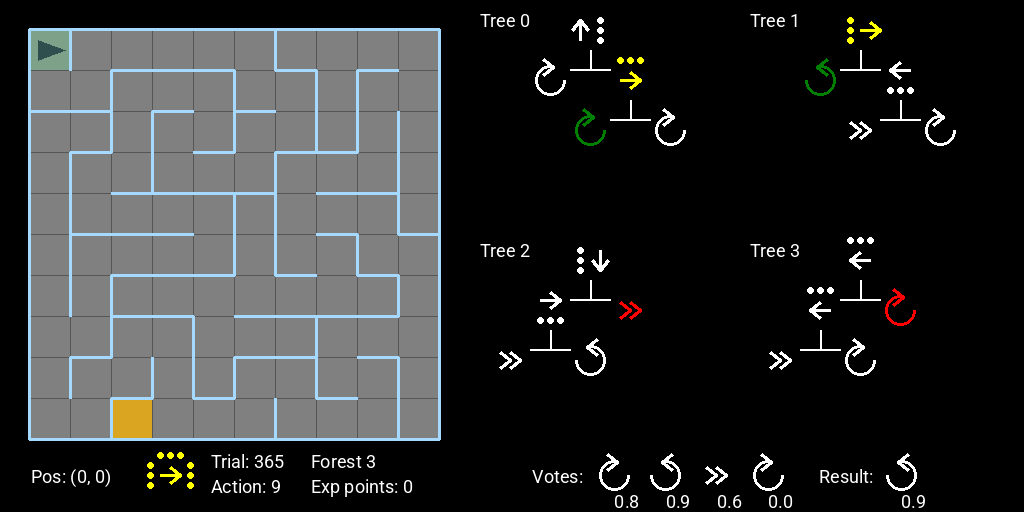 Tree 0
Tree 1
Tree 2
Tree 3
Pos: (0, 0)
Trial: 365
Forest 3
Action: 9
Exp points: 0
Votes:
0.8
0.9
0.6
0.0
Result:
0.9